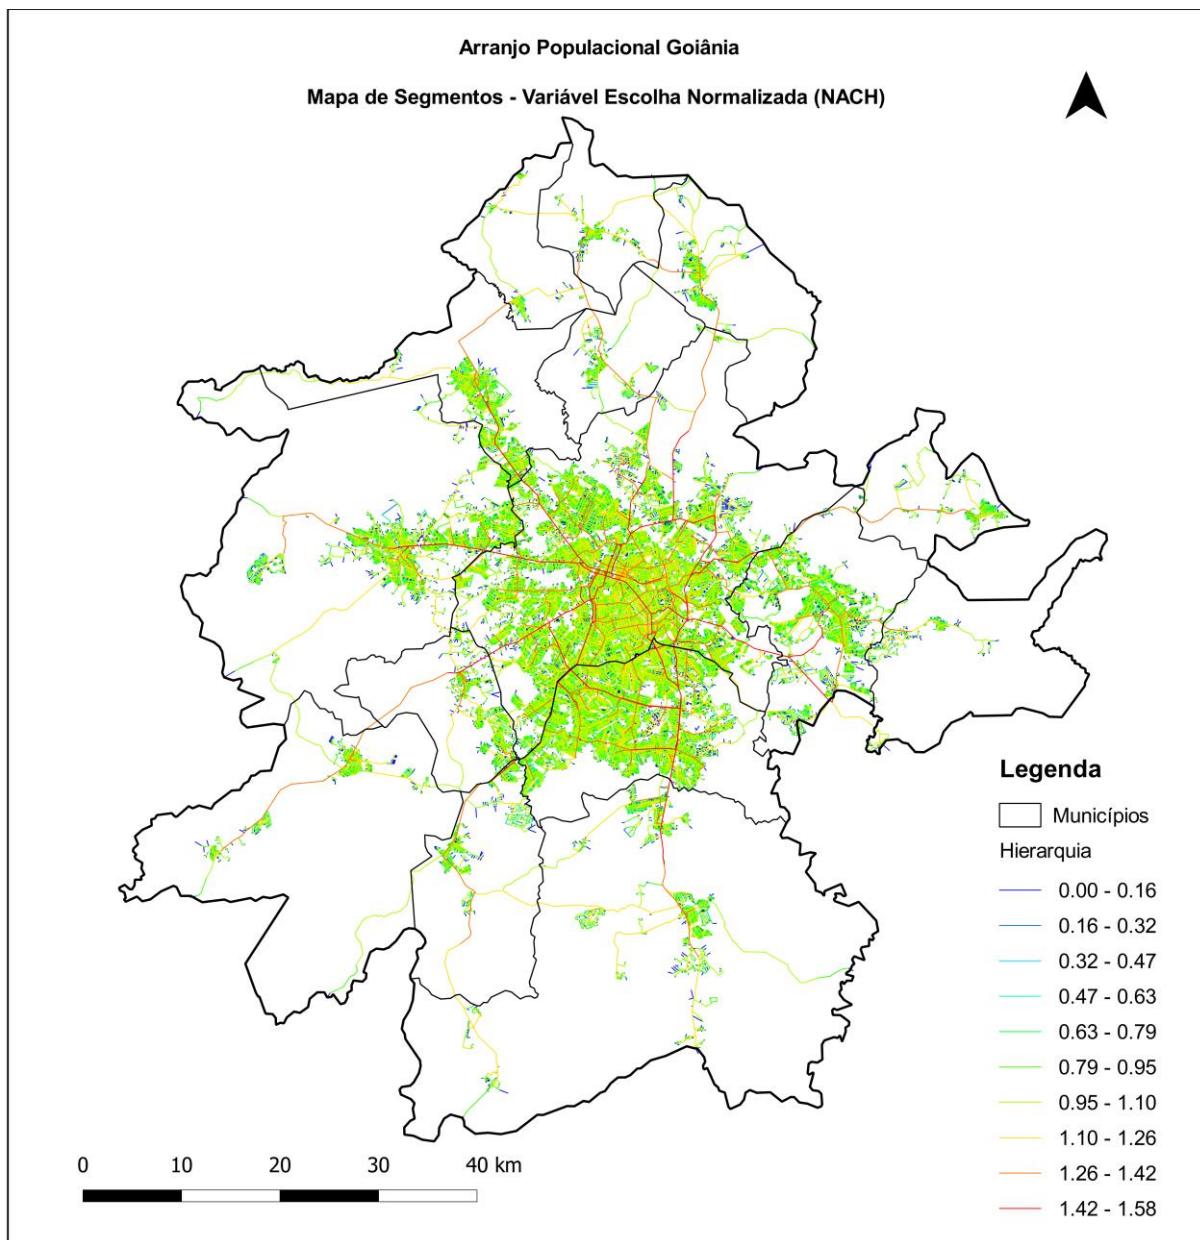 Arranjo Populacional Goiânia
Mapa de Segmentos - Variável Escolha Normalizada (NACH)
Legenda
Municípios
Hierarquia
0.00 - 0.16
0.16 - 0.32
0.32 - 0.47
0.47 - 0.63
0.63 - 0.79
0.79 - 0.95
0.95 - 1.10
1.10 - 1.26
1.26 - 1.42
1.42 - 1.58
0 10 20 30 40 km